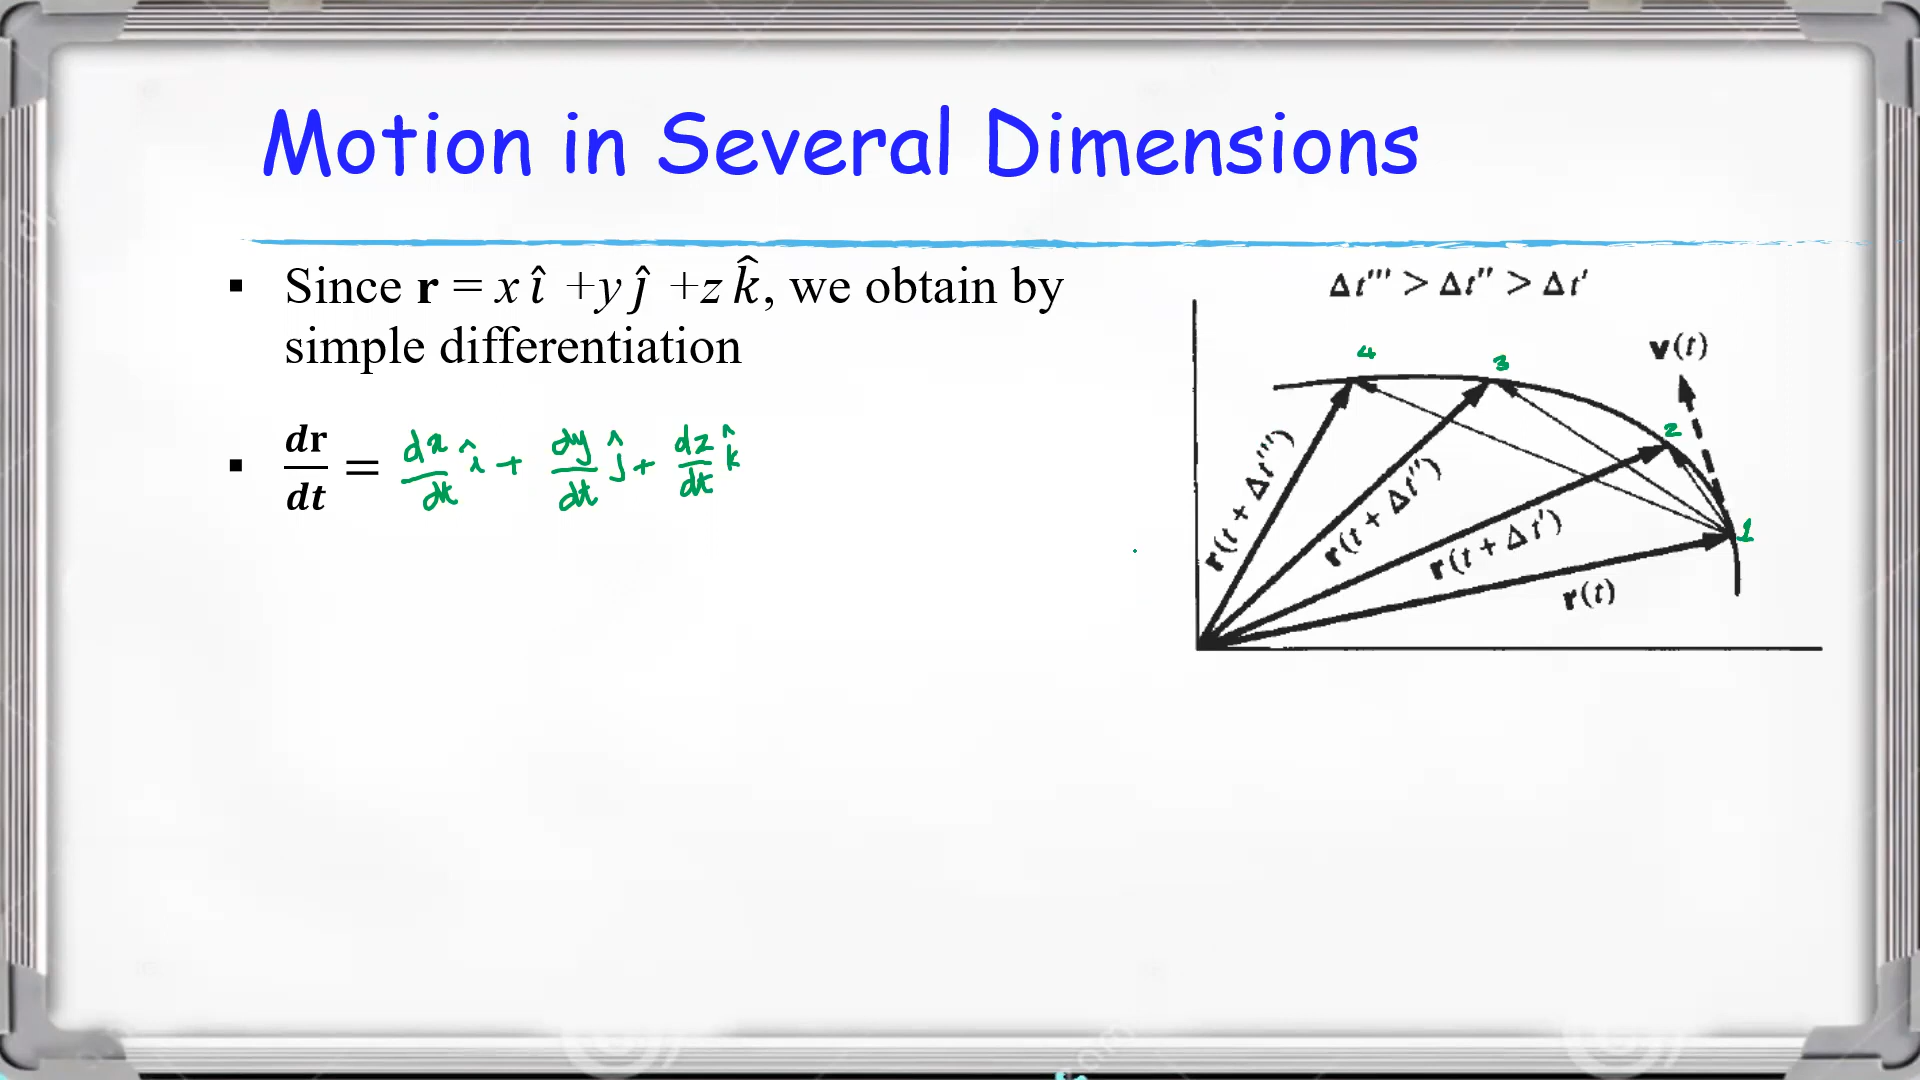 Motion in Several Dimensions
▪ Since r = x î +y ĵ +z k̂, we obtain by
simple differentiation
▪ dr/dt = dx/dt î + dy/dt ĵ + dz/dt k̂
Δt′′′ > Δt′′ > Δt′
v(t)
4
3
2
1
r(t + Δt′′′)
r(t + Δt′′)
r(t + Δt′)
r(t)